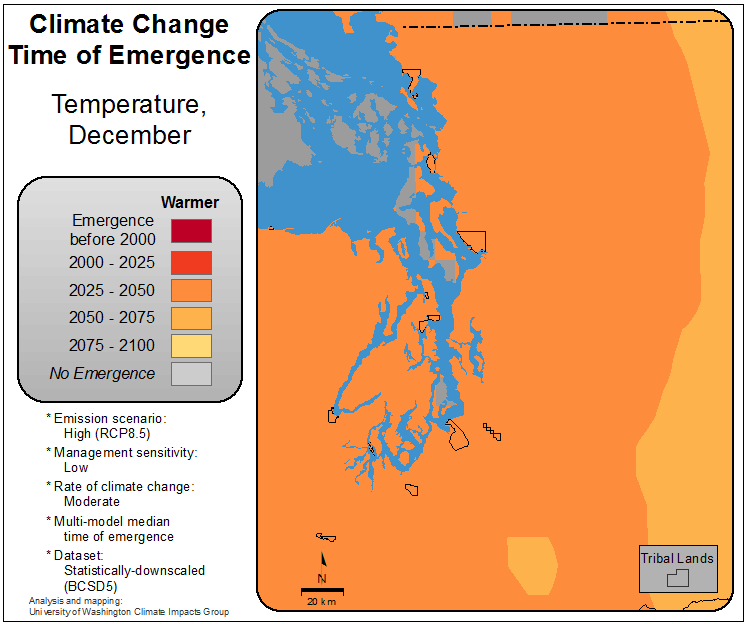 Climate Change
Time of Emergence
Temperature,
December
Warmer
Emergence
before 2000
2000 - 2025
2025 - 2050
2050 - 2075
2075 - 2100
No Emergence
* Emission scenario:
High (RCP8.5)
* Management sensitivity:
Low
* Rate of climate change:
Moderate
* Multi-model median
time of emergence
* Dataset:
Statistically-downscaled
(BCSD5)
Analysis and mapping:
University of Washington Climate Impacts Group
N
20 km
Tribal Lands